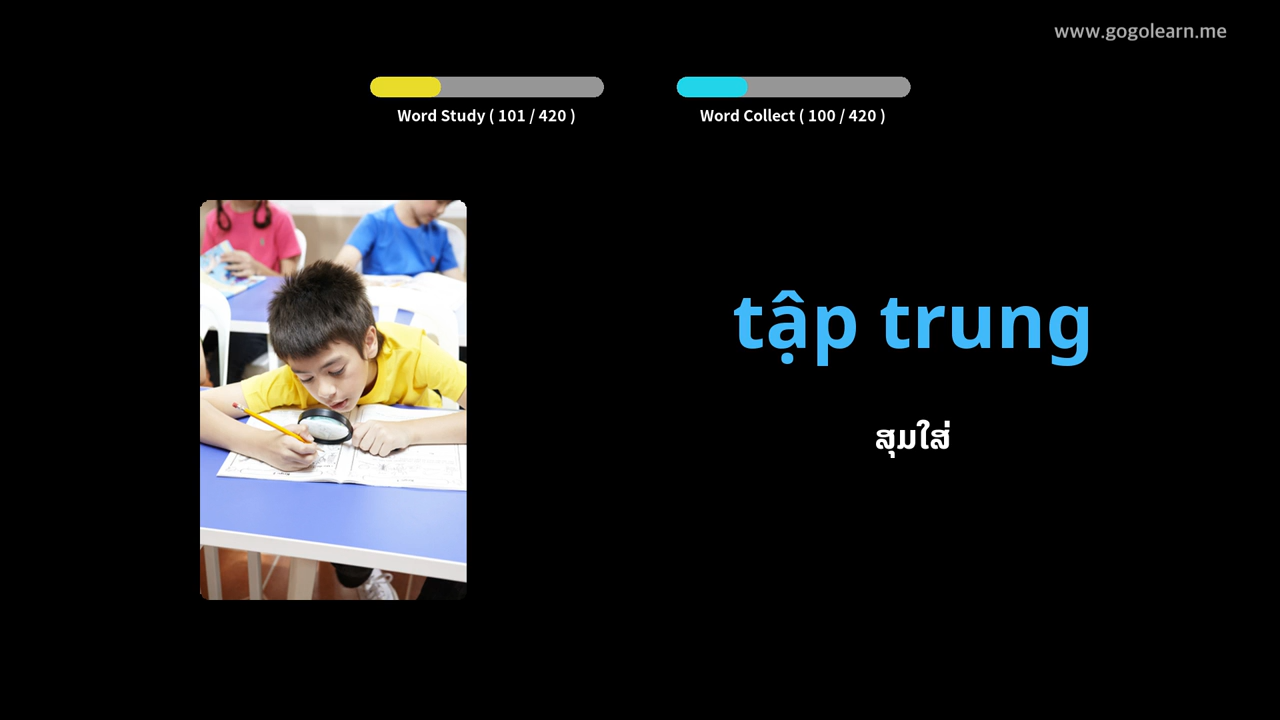 www.gogolearn.me
Word Study ( 101 / 420 )
Word Collect ( 100 / 420 )
tập trung
ສຸມໃສ່